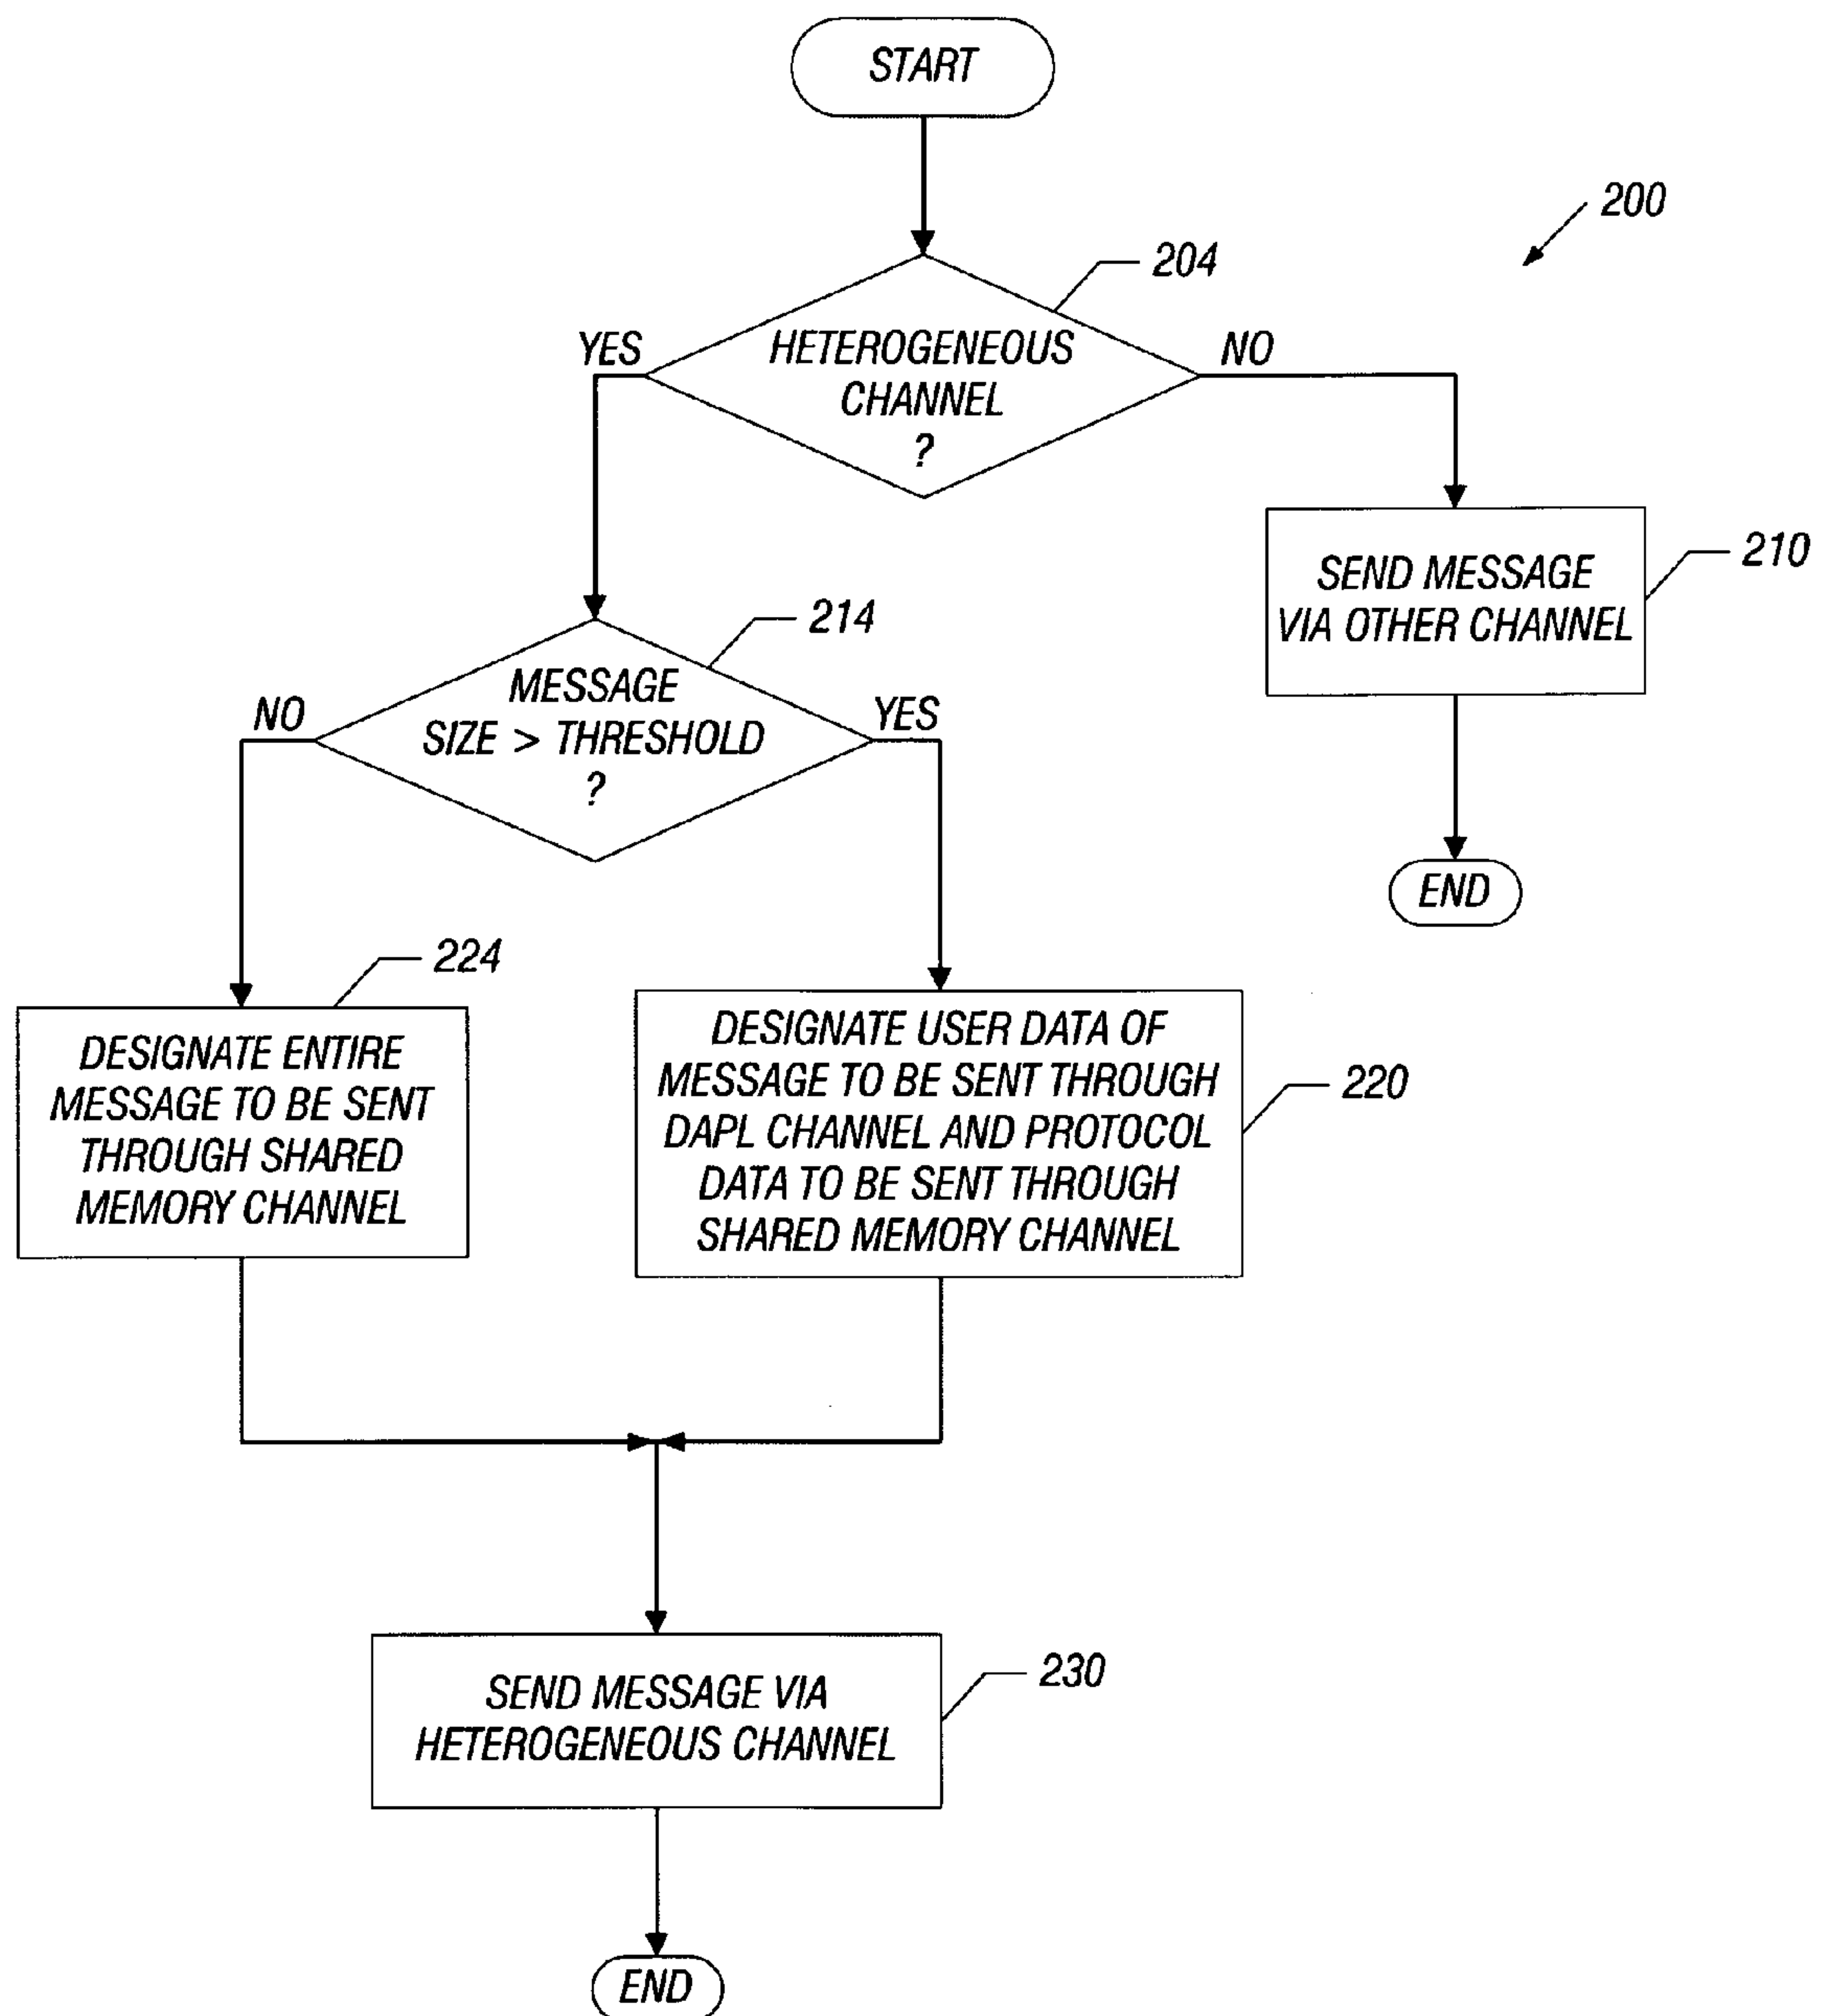 START
200
204
HETEROGENEOUS
CHANNEL
?
YES
NO
SEND MESSAGE
VIA OTHER CHANNEL
210
END
214
MESSAGE
SIZE > THRESHOLD
?
NO
YES
224
DESIGNATE ENTIRE
MESSAGE TO BE SENT
THROUGH SHARED
MEMORY CHANNEL
DESIGNATE USER DATA OF
MESSAGE TO BE SENT THROUGH
DAPL CHANNEL AND PROTOCOL
DATA TO BE SENT THROUGH
SHARED MEMORY CHANNEL
220
SEND MESSAGE VIA
HETEROGENEOUS CHANNEL
230
END